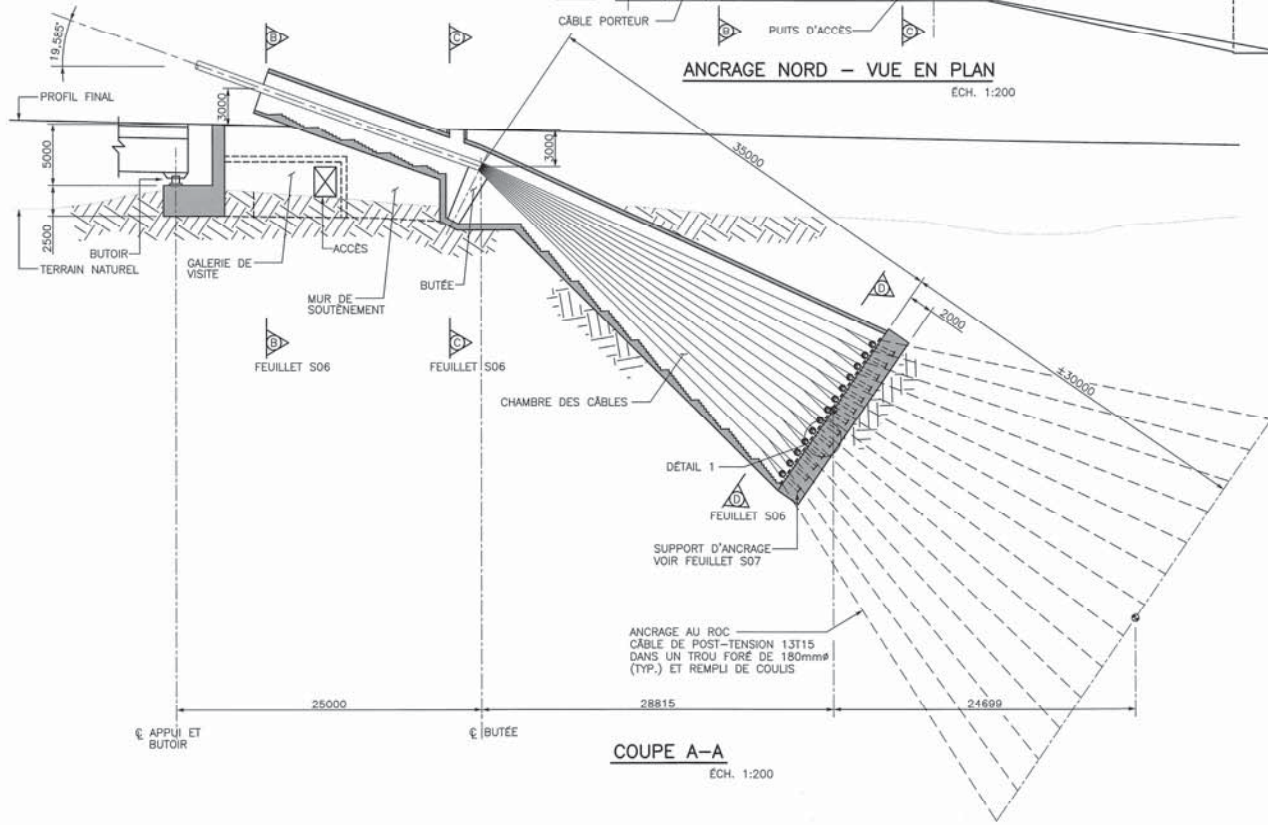 CÂBLE PORTEUR
B
PUITS D'ACCÈS
C
ANCRAGE NORD - VUE EN PLAN
ÉCH. 1:200
19.585°
B
C
PROFIL FINAL
3000
3000
35000
5000
2500
BUTOIR
TERRAIN NATUREL
GALERIE DE
VISITE
ACCÈS
MUR DE
SOUTÈNEMENT
BUTÉE
D
2000
B
FEUILLET S06
C
FEUILLET S06
±30000
CHAMBRE DES CÂBLES
DÉTAIL 1
D
FEUILLET S06
SUPPORT D'ANCRAGE
VOIR FEUILLET S07
ANCRAGE AU ROC
CÂBLE DE POST-TENSION 13T15
DANS UN TROU FORÉ DE 180mmø
(TYP.) ET REMPLI DE COULIS
25000
28815
24699
℄ APPUI ET
BUTOIR
℄ BUTÉE
COUPE A-A
ÉCH. 1:200